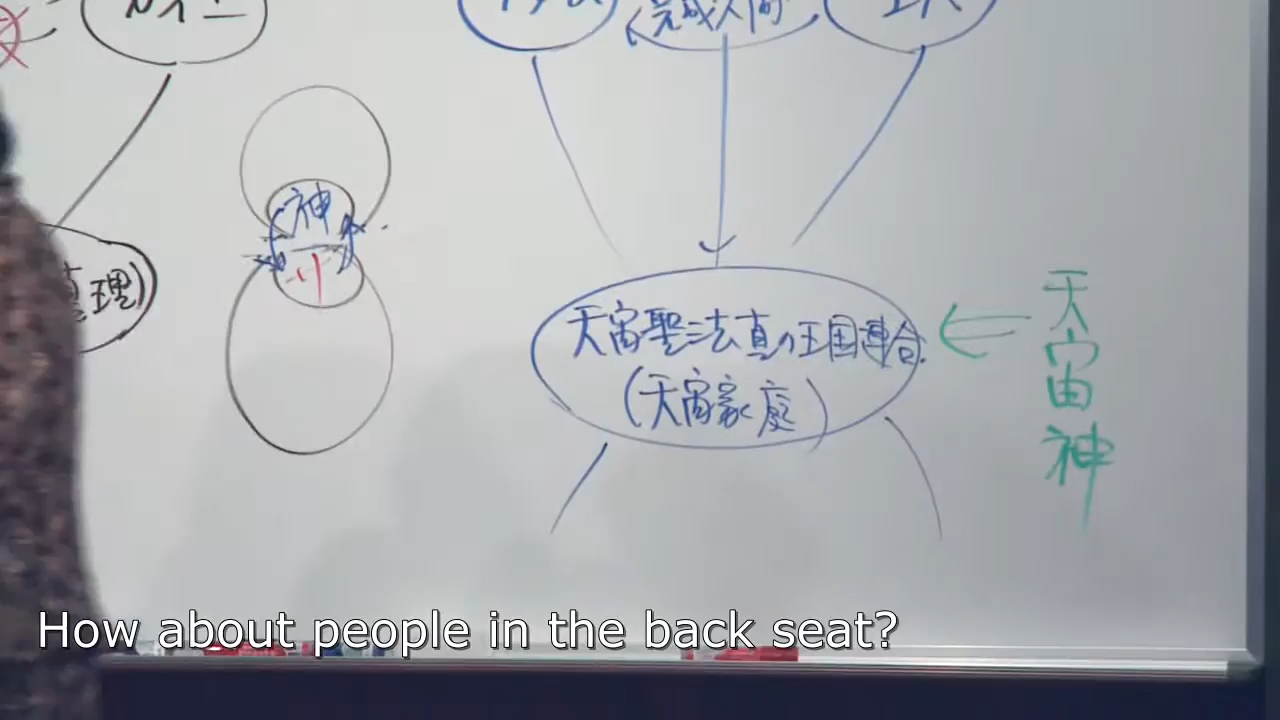 (完成人間)
神
理)
天宙聖法真の王国連合
(天宙家庭)
天宙神
How about people in the back seat?